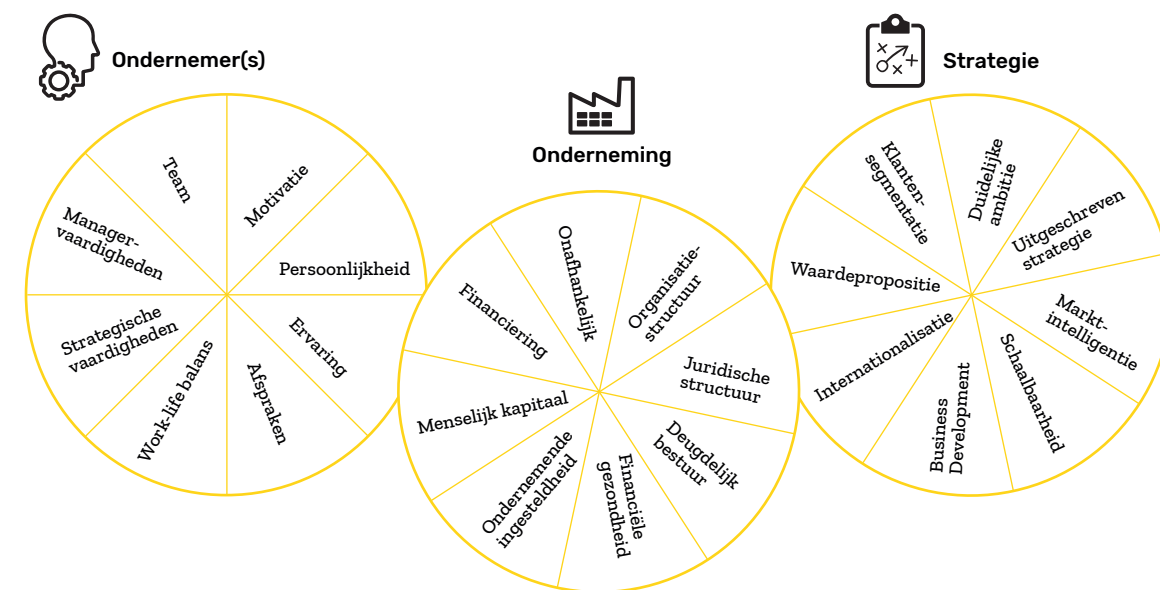 Ondernemer(s)
Team
Motivatie
Manager-
vaardigheden
Persoonlijkheid
Strategische
vaardigheden
Ervaring
Work-life balans
Afspraken
Onderneming
Onafhankelijk
Organisatie-
structuur
Financiering
Juridische
structuur
Menselijk kapitaal
Deugdelijk
bestuur
Ondernemende
ingesteldheid
Financiële
gezondheid
Strategie
Klanten-
segmentatie
Duidelijke
ambitie
Uitgeschreven
strategie
Waardepropositie
Markt-
intelligentie
Internationalisatie
Schaalbaarheid
Business
Development